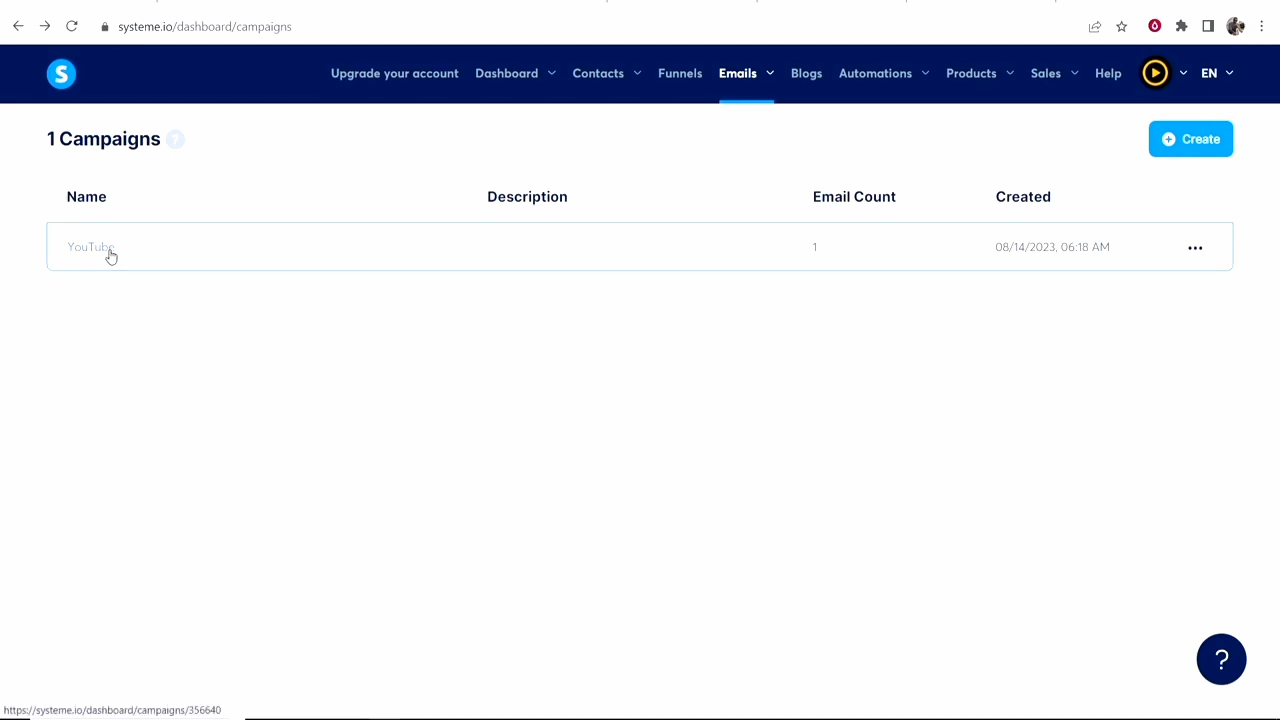 systeme.io/dashboard/campaigns
S Upgrade your account Dashboard Contacts Funnels Emails Blogs Automations Products Sales Help EN
1 Campaigns ?
Create
Name Description Email Count Created
YouTube 1 08/14/2023, 06:18 AM
?
https://systeme.io/dashboard/campaigns/356640